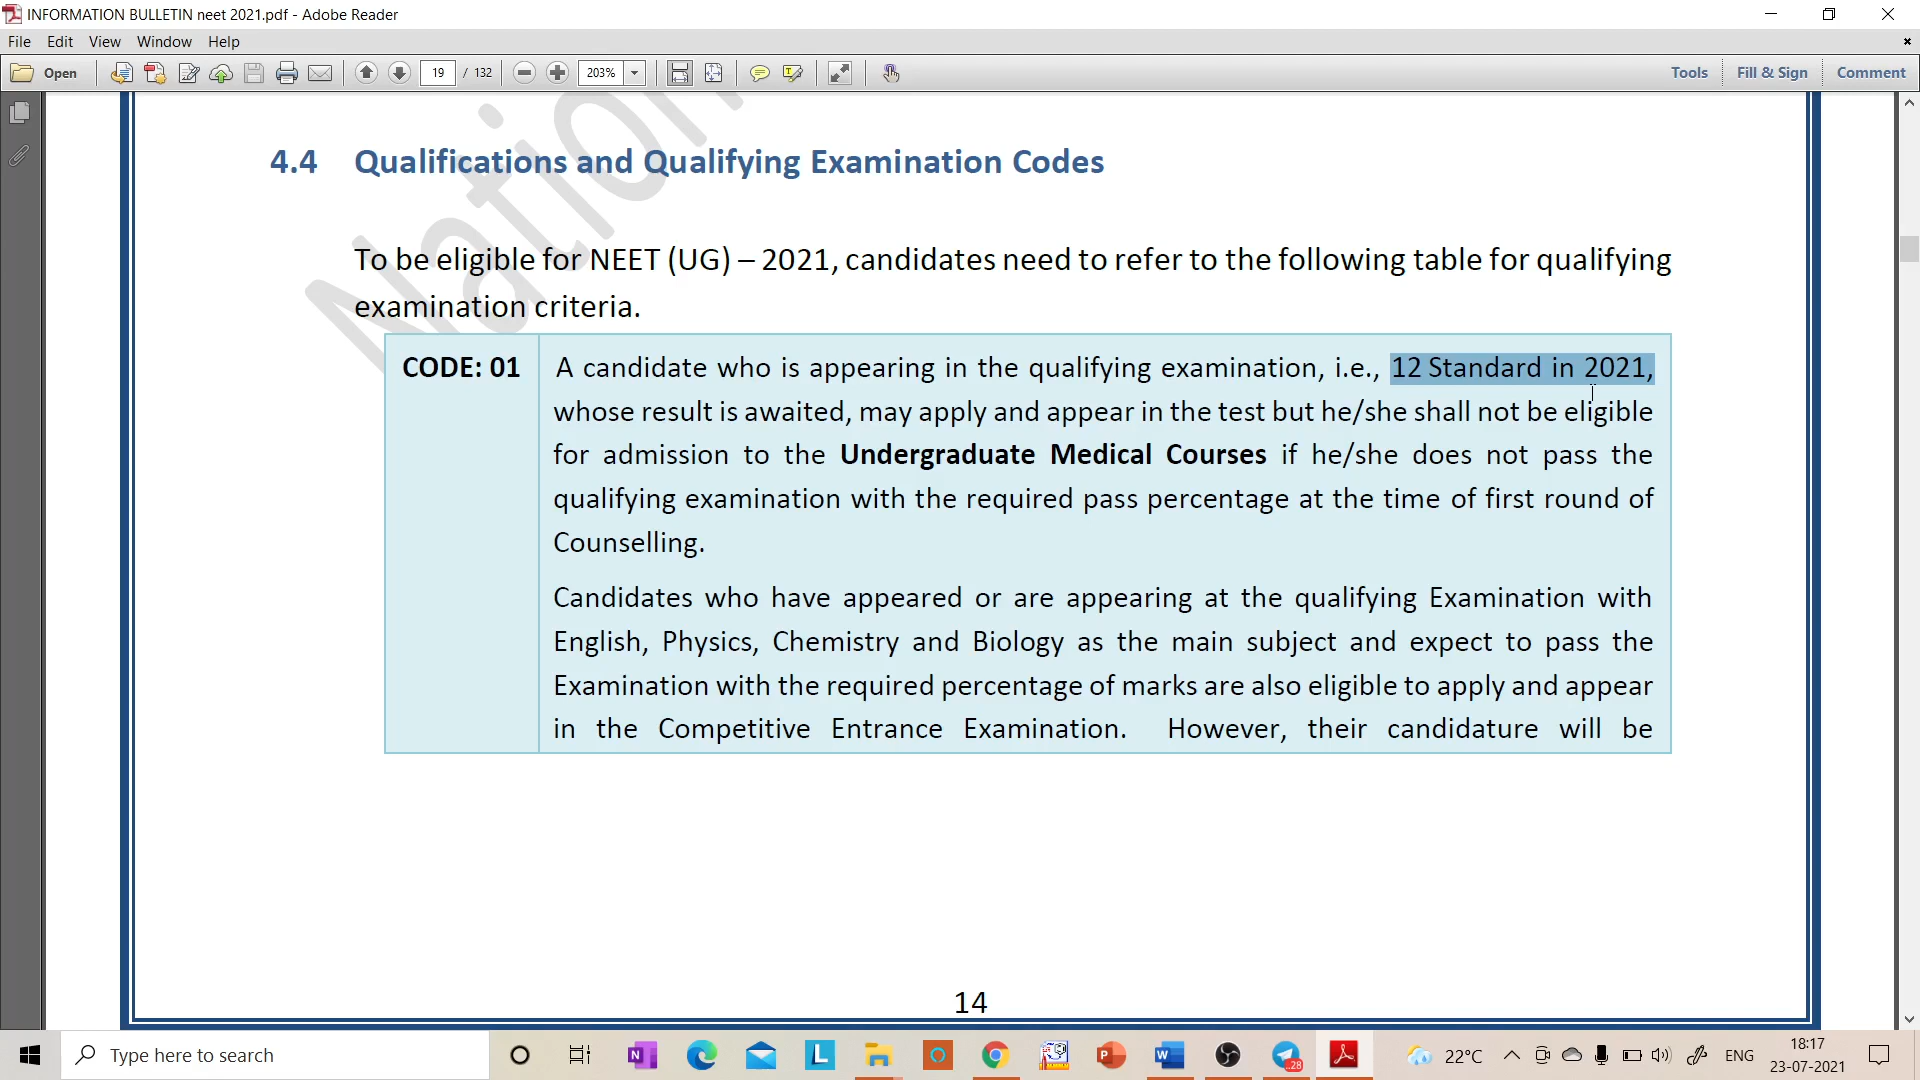 INFORMATION BULLETIN neet 2021.pdf - Adobe Reader
File Edit View Window Help
Open 19 / 132 203% Tools Fill & Sign Comment
National
4.4 Qualifications and Qualifying Examination Codes
To be eligible for NEET (UG) – 2021, candidates need to refer to the following table for qualifying
examination criteria.
CODE: 01 A candidate who is appearing in the qualifying examination, i.e., 12 Standard in 2021,
whose result is awaited, may apply and appear in the test but he/she shall not be eligible
for admission to the Undergraduate Medical Courses if he/she does not pass the
qualifying examination with the required pass percentage at the time of first round of
Counselling.
Candidates who have appeared or are appearing at the qualifying Examination with
English, Physics, Chemistry and Biology as the main subject and expect to pass the
Examination with the required percentage of marks are also eligible to apply and appear
in the Competitive Entrance Examination. However, their candidature will be
14
Type here to search 22°C ENG 18:17
23-07-2021